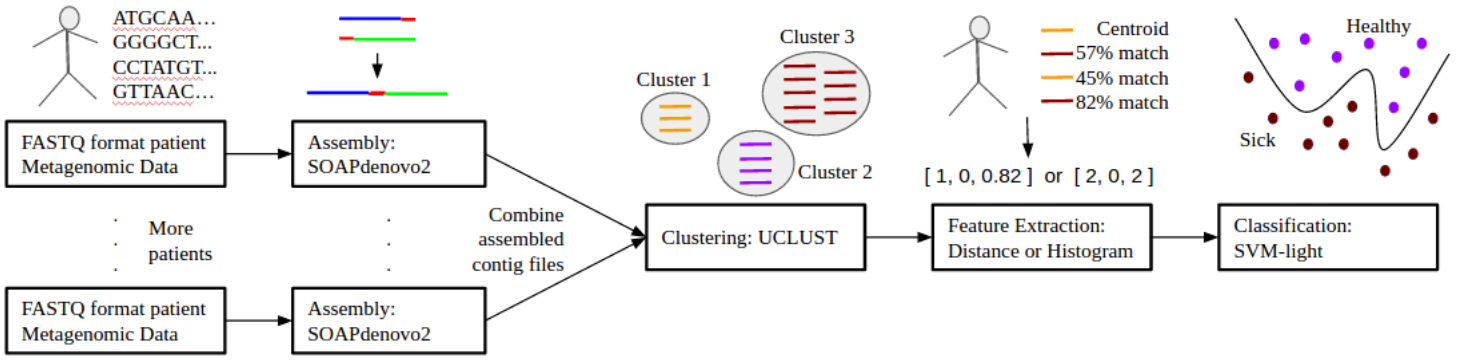 ATGCAA…
GGGGCT...
CCTATGT...
GTTAAC…
FASTQ format patient
Metagenomic Data
Assembly:
SOAPdenovo2
More
patients
Combine
assembled
contig files
FASTQ format patient
Metagenomic Data
Assembly:
SOAPdenovo2
Cluster 1
Cluster 3
Cluster 2
Clustering: UCLUST
Centroid
57% match
45% match
82% match
[ 1, 0, 0.82 ] or [ 2, 0, 2 ]
Feature Extraction:
Distance or Histogram
Healthy
Sick
Classification:
SVM-light